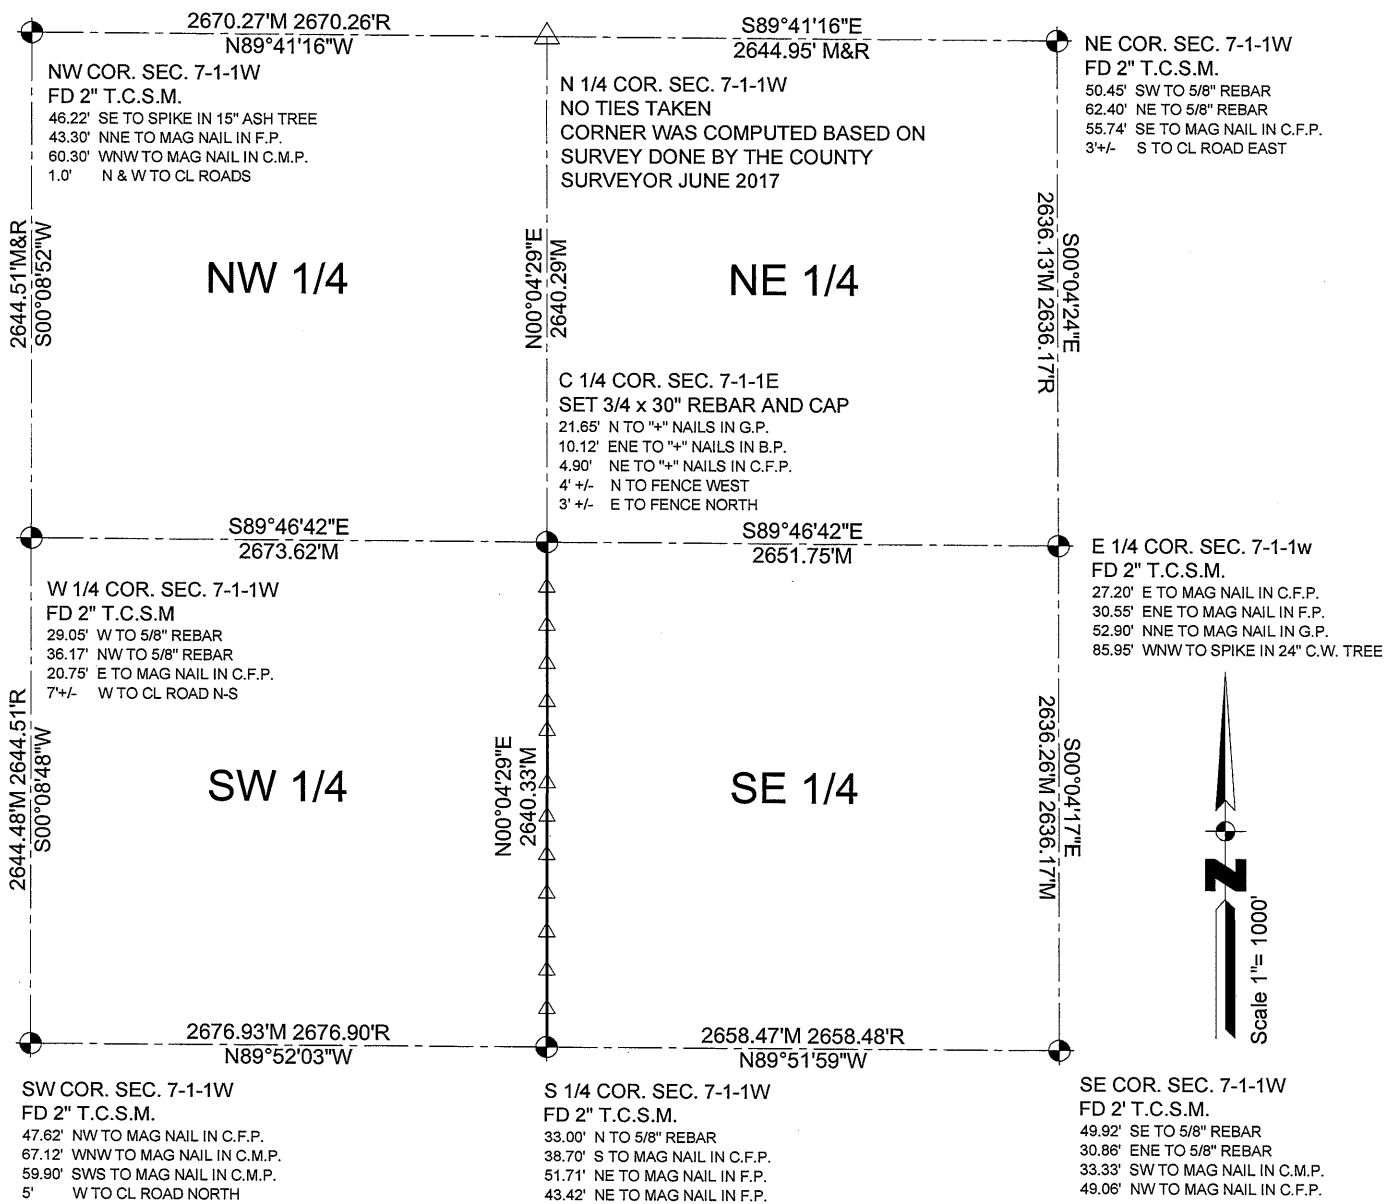 2670.27'M 2670.26'R
N89°41'16"W
S89°41'16"E
2644.95' M&R
NW COR. SEC. 7-1-1W
FD 2" T.C.S.M.
46.22' SE TO SPIKE IN 15" ASH TREE
43.30' NNE TO MAG NAIL IN F.P.
60.30' WNW TO MAG NAIL IN C.M.P.
1.0' N & W TO CL ROADS
N 1/4 COR. SEC. 7-1-1W
NO TIES TAKEN
CORNER WAS COMPUTED BASED ON
SURVEY DONE BY THE COUNTY
SURVEYOR JUNE 2017
NE COR. SEC. 7-1-1W
FD 2" T.C.S.M.
50.45' SW TO 5/8" REBAR
62.40' NE TO 5/8" REBAR
55.74' SE TO MAG NAIL IN C.F.P.
3'+/- S TO CL ROAD EAST
2644.51'M&R
S00°08'52"W
NW 1/4
N00°04'29"E
2640.29'M
NE 1/4
2636.13'M 2636.17'R
S00°04'24"E
C 1/4 COR. SEC. 7-1-1E
SET 3/4 x 30" REBAR AND CAP
21.65' N TO "+" NAILS IN G.P.
10.12' ENE TO "+" NAILS IN B.P.
4.90' NE TO "+" NAILS IN C.F.P.
4' +/- N TO FENCE WEST
3' +/- E TO FENCE NORTH
S89°46'42"E
2673.62'M
S89°46'42"E
2651.75'M
W 1/4 COR. SEC. 7-1-1W
FD 2" T.C.S.M
29.05' W TO 5/8" REBAR
36.17' NW TO 5/8" REBAR
20.75' E TO MAG NAIL IN C.F.P.
7'+/- W TO CL ROAD N-S
E 1/4 COR. SEC. 7-1-1w
FD 2" T.C.S.M.
27.20' E TO MAG NAIL IN C.F.P.
30.55' ENE TO MAG NAIL IN F.P.
52.90' NNE TO MAG NAIL IN G.P.
85.95' WNW TO SPIKE IN 24" C.W. TREE
2644.48'M 2644.51'R
S00°08'48"W
SW 1/4
N00°04'29"E
2640.33'M
SE 1/4
2636.26'M 2636.17'M
S00°04'17"E
N
Scale 1"= 1000'
2676.93'M 2676.90'R
N89°52'03"W
2658.47'M 2658.48'R
N89°51'59"W
SW COR. SEC. 7-1-1W
FD 2" T.C.S.M.
47.62' NW TO MAG NAIL IN C.F.P.
67.12' WNW TO MAG NAIL IN C.M.P.
59.90' SWS TO MAG NAIL IN C.M.P.
5' W TO CL ROAD NORTH
S 1/4 COR. SEC. 7-1-1W
FD 2" T.C.S.M.
33.00' N TO 5/8" REBAR
38.70' S TO MAG NAIL IN C.F.P.
51.71' NE TO MAG NAIL IN F.P.
43.42' NE TO MAG NAIL IN F.P.
SE COR. SEC. 7-1-1W
FD 2' T.C.S.M.
49.92' SE TO 5/8" REBAR
30.86' ENE TO 5/8" REBAR
33.33' SW TO MAG NAIL IN C.M.P.
49.06' NW TO MAG NAIL IN C.F.P.